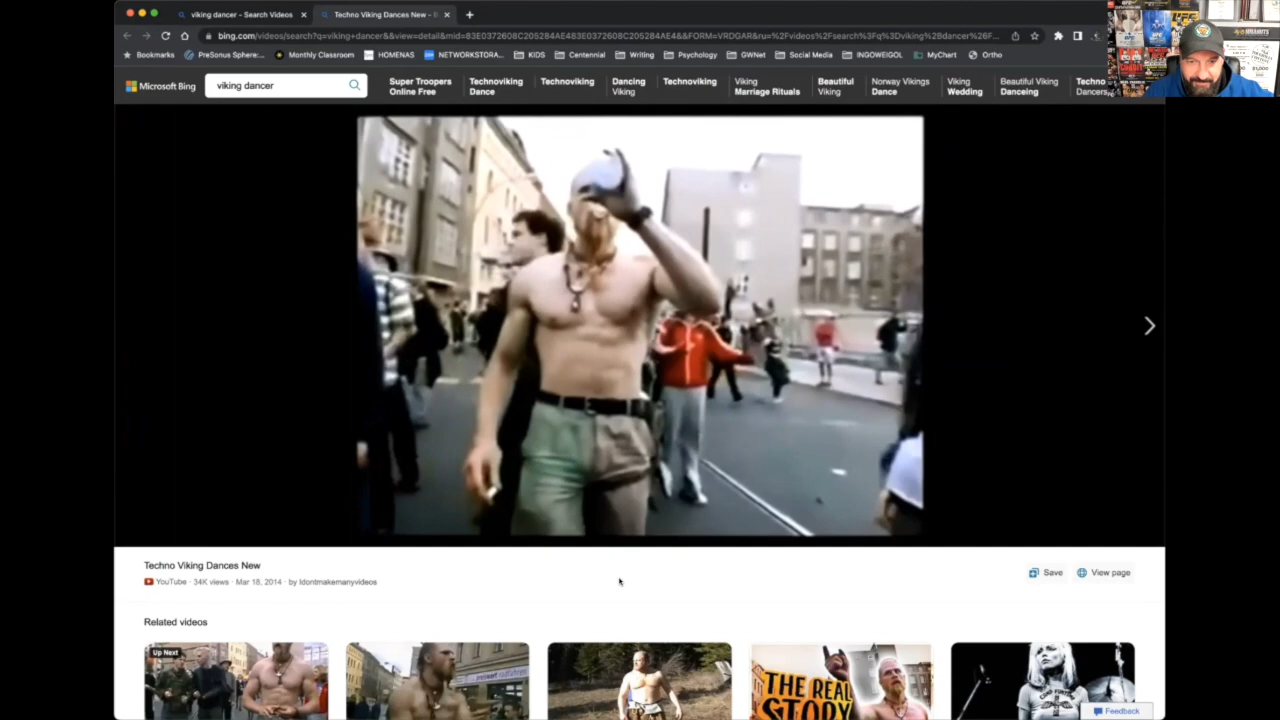 viking dancer - Search Videos
Techno Viking Dances New - B
bing.com/videos/search?q=viking+dancer&&view=detail&mid=83E0372608C205284AE483E0372608C205284AE4&&FORM=VRDGAR&ru=%2Fvideos%2Fsearch%3Fq%3Dviking%2Bdancer%26F...
Bookmarks
PreSonus Sphere:...
Monthly Classroom
HOMENAS
NETWORKSTORA...
KIDS
Centennial
Writing
Psychology
GWNet
Social Media
INGOWEIGOL
MyChart
Ortho
Microsoft Bing
viking dancer
Super Tropers Online Free
Technviking Dance
Tecviking
Dancing Viking
Technoviking
Viking Marriage Rituals
Beautiful Viking
Norway Vikings Dance
Viking Wedding
Beautiful Viking Danceing
Techno Dancers
Techno Viking Dances New
YouTube · 34K views · Mar 18, 2014 · by Idontmakemanyvideos
Save
View page
Related videos
Up Next
THE REAL
STORY
Feedback